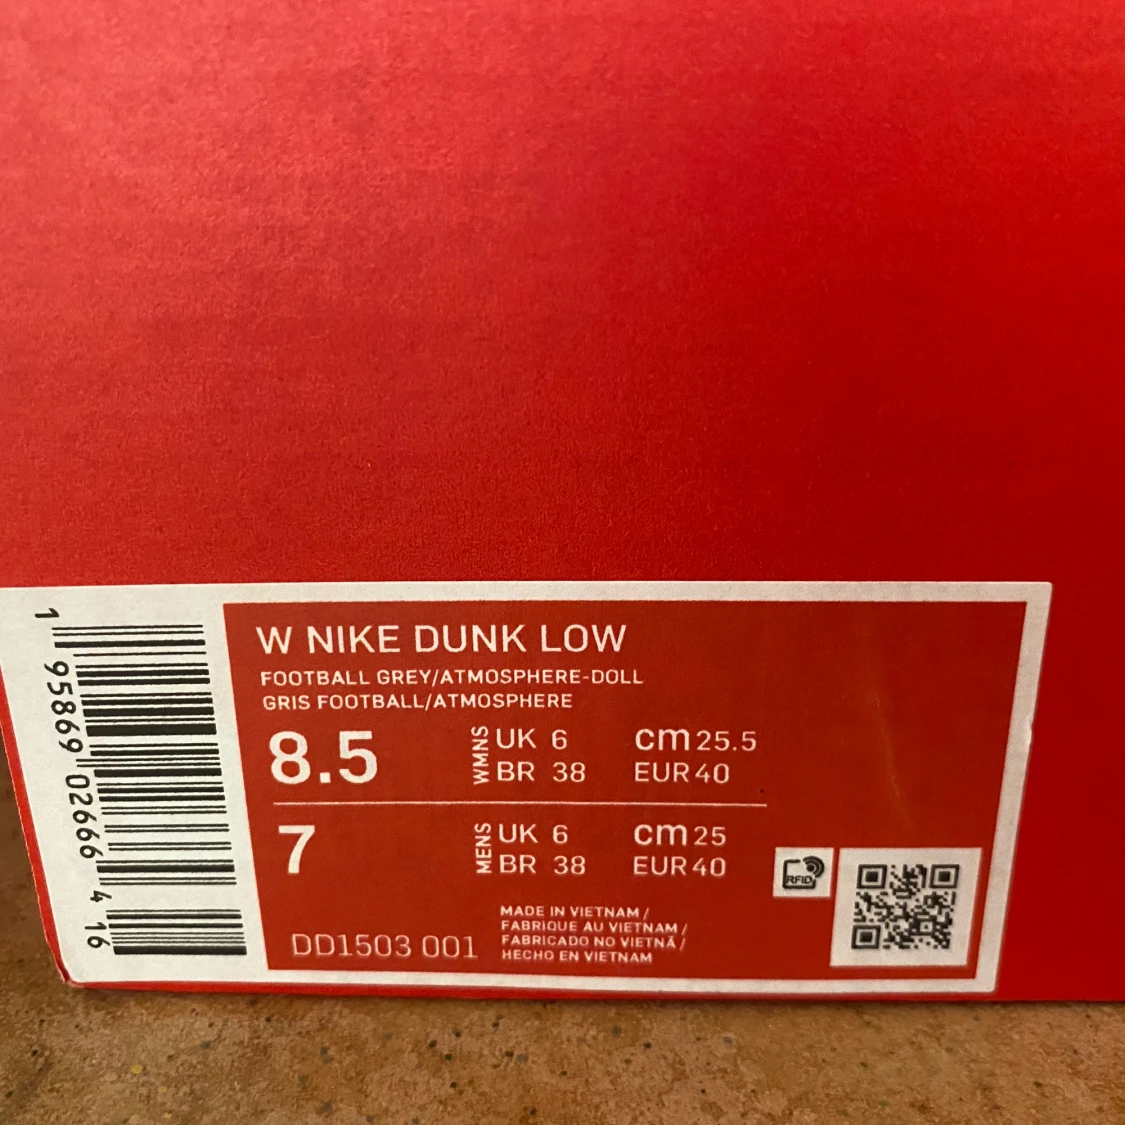 W NIKE DUNK LOW
FOOTBALL GREY/ATMOSPHERE-DOLL
GRIS FOOTBALL/ATMOSPHERE
8.5 WMNS UK 6 cm 25.5
BR 38 EUR 40
7 MENS UK 6 cm 25
BR 38 EUR 40
RFID
DD1503 001
MADE IN VIETNAM /
FABRIQUE AU VIETNAM /
FABRICADO NO VIETNÃ /
HECHO EN VIETNAM
1 95869 02666 4 16